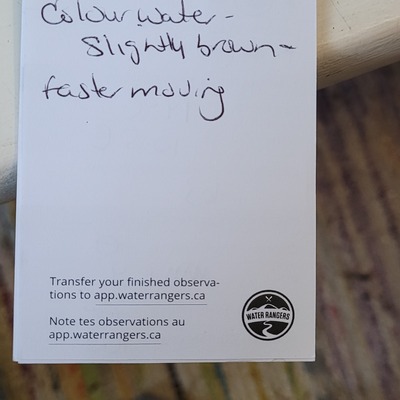 Colour water -
Slightly brown -
faster moving
Transfer your finished observa-
tions to app.waterrangers.ca
Note tes observations au
app.waterrangers.ca
WATER RANGERS